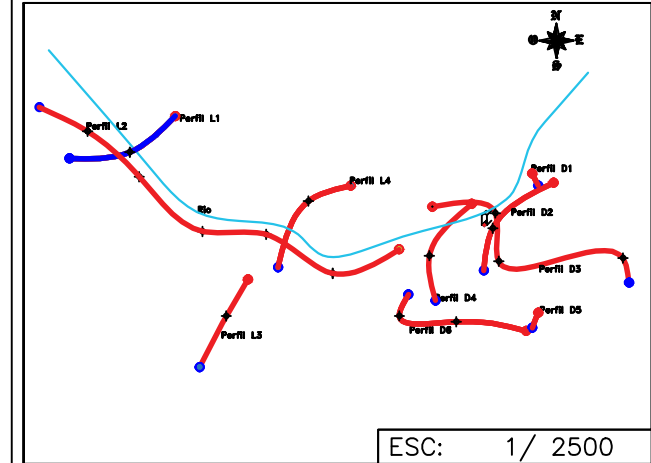 N
O E
S
Perfil L1
Perfil L2
Perfil D1
Perfil L4
Rio
Perfil D2
Perfil D3
Perfil D4
Perfil D5
Perfil D6
Perfil L3
ESC: 1/ 2500